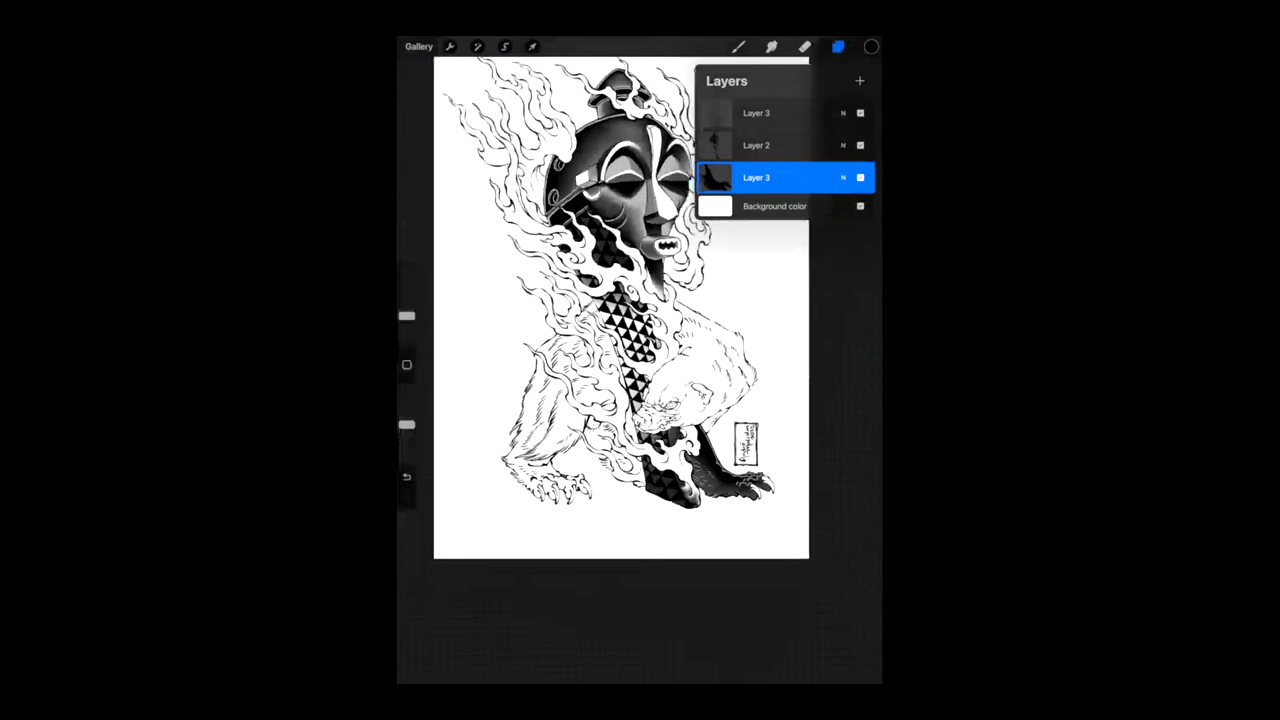 Gallery
Layers
Layer 3
N
Layer 2
N
Layer 3
N
Background color